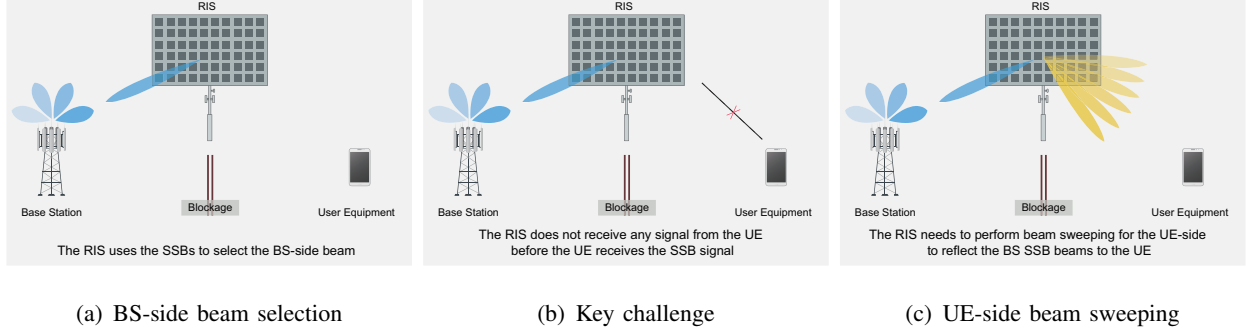 RIS
Base Station
Blockage
User Equipment
The RIS uses the SSBs to select the BS-side beam
(a) BS-side beam selection
RIS
Base Station
Blockage
User Equipment
The RIS does not receive any signal from the UE
before the UE receives the SSB signal
(b) Key challenge
RIS
Base Station
Blockage
User Equipment
The RIS needs to perform beam sweeping for the UE-side
to reflect the BS SSB beams to the UE
(c) UE-side beam sweeping